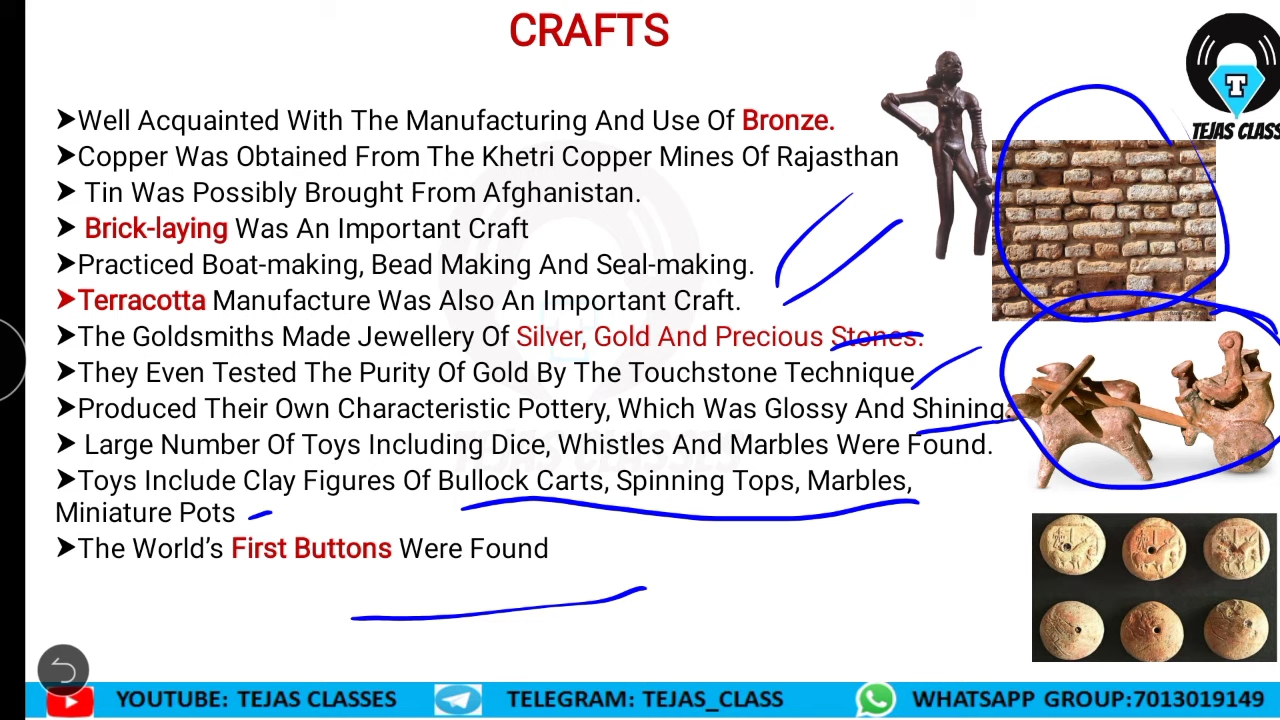 CRAFTS
T
TEJAS CLASS
➤Well Acquainted With The Manufacturing And Use Of Bronze.
➤Copper Was Obtained From The Khetri Copper Mines Of Rajasthan
➤ Tin Was Possibly Brought From Afghanistan.
➤ Brick-laying Was An Important Craft
➤Practiced Boat-making, Bead Making And Seal-making.
➤Terracotta Manufacture Was Also An Important Craft.
➤The Goldsmiths Made Jewellery Of Silver, Gold And Precious Stones.
➤They Even Tested The Purity Of Gold By The Touchstone Technique
➤Produced Their Own Characteristic Pottery, Which Was Glossy And Shining.
➤ Large Number Of Toys Including Dice, Whistles And Marbles Were Found.
➤Toys Include Clay Figures Of Bullock Carts, Spinning Tops, Marbles,
Miniature Pots
➤The World's First Buttons Were Found
YOUTUBE: TEJAS CLASSES TELEGRAM: TEJAS_CLASS WHATSAPP GROUP:7013019149